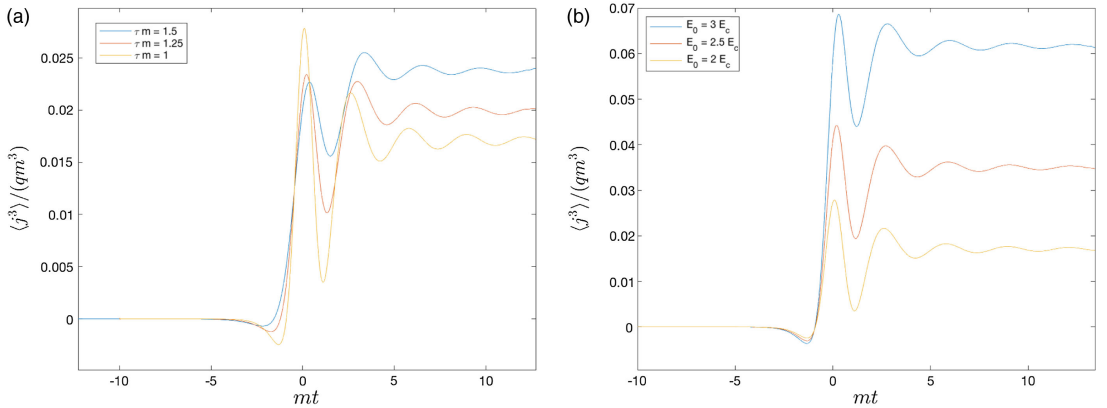 (a)
τ m = 1.5
τ m = 1.25
τ m = 1
0.025
0.02
0.015
0.01
0.005
0
-10
-5
0
5
10
mt
⟨j³⟩/(qm³)
(b)
E₀ = 3 E_c
E₀ = 2.5 E_c
E₀ = 2 E_c
0.07
0.06
0.05
0.04
0.03
0.02
0.01
0
-10
-5
0
5
10
mt
⟨j³⟩/(qm³)